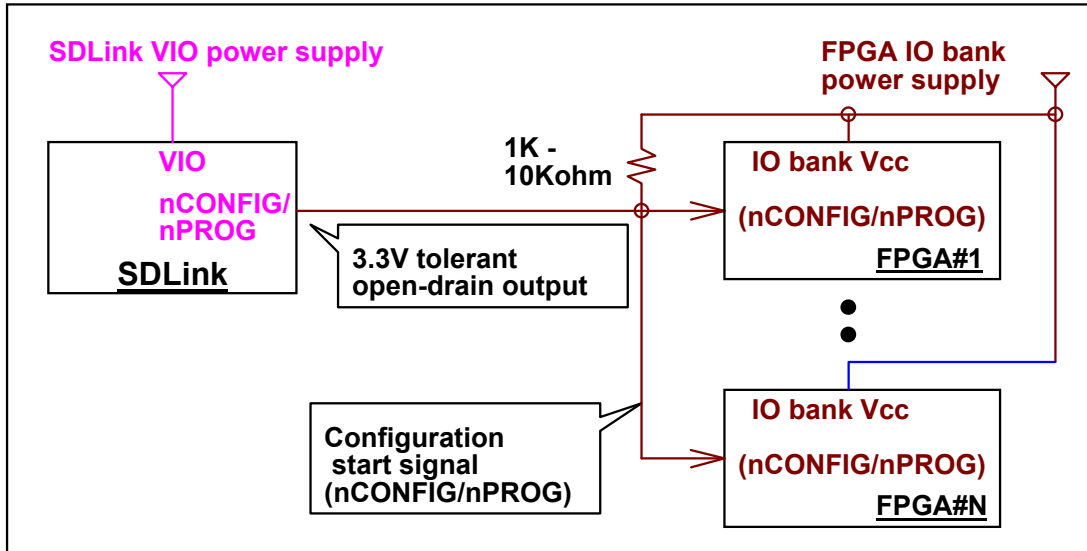 SDLink VIO power supply
FPGA IO bank
power supply
VIO
nCONFIG/
nPROG
SDLink
1K -
10Kohm
IO bank Vcc
(nCONFIG/nPROG)
FPGA#1
3.3V tolerant
open-drain output
Configuration
start signal
(nCONFIG/nPROG)
IO bank Vcc
(nCONFIG/nPROG)
FPGA#N